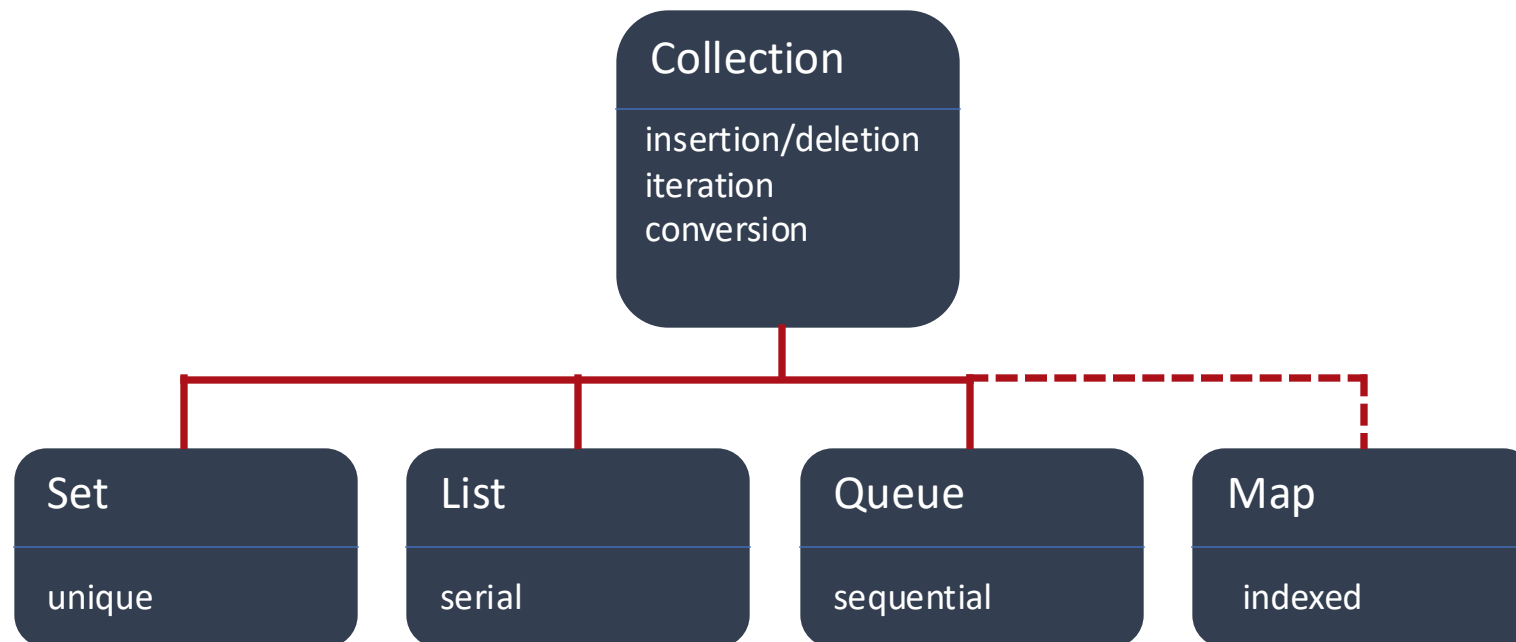 Collection
insertion/deletion
iteration
conversion
Set
unique
List
serial
Queue
sequential
Map
indexed